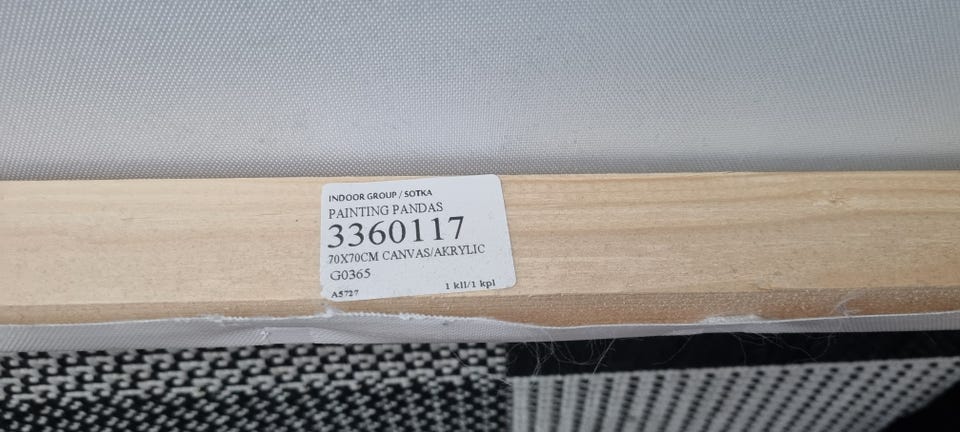 INDOOR GROUP / SOTKA
PAINTING PANDAS
3360117
70X70CM CANVAS/AKRYLIC
G0365
A5727 1 kll/1 kpl